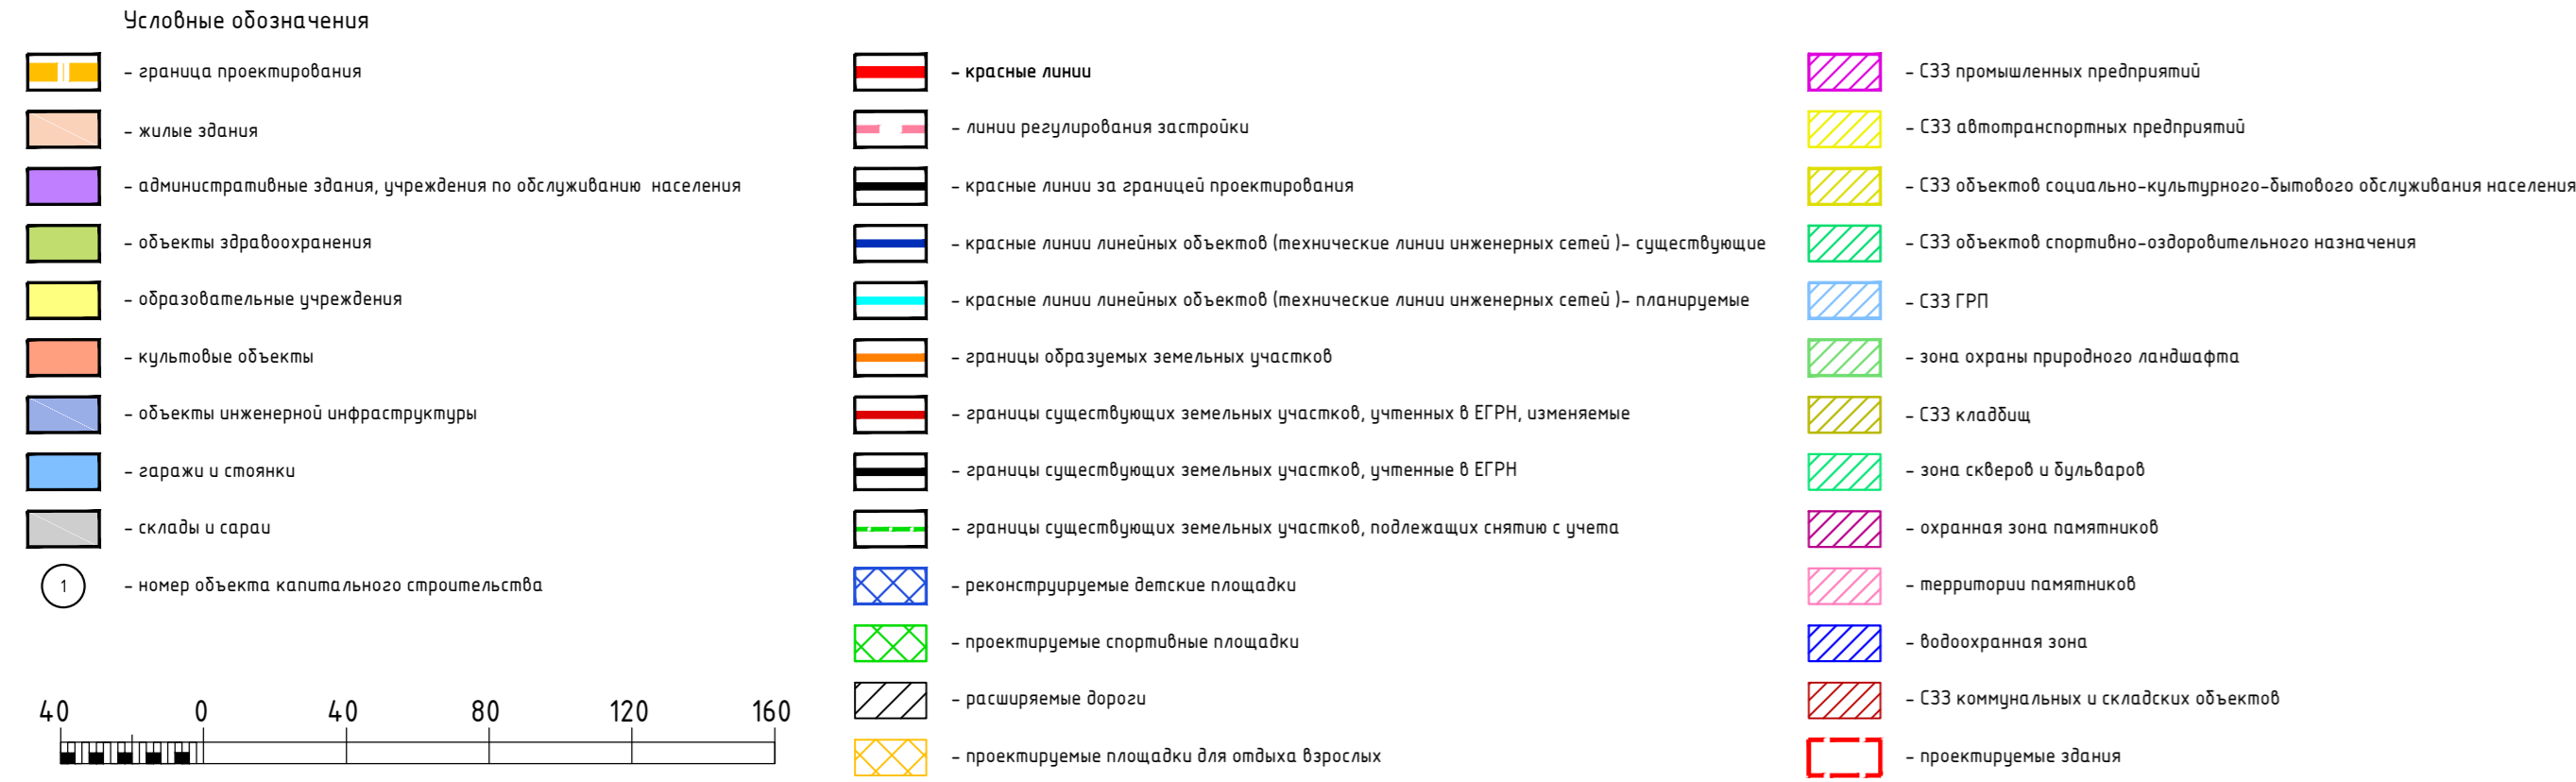 Условные обозначения
- граница проектирования
- жилые здания
- административные здания, учреждения по обслуживанию населения
- объекты здравоохранения
- образовательные учреждения
- культовые объекты
- объекты инженерной инфраструктуры
- гаражи и стоянки
- склады и сараи
1 - номер объекта капитального строительства
40 0 40 80 120 160
- красные линии
- линии регулирования застройки
- красные линии за границей проектирования
- красные линии линейных объектов (технические линии инженерных сетей )- существующие
- красные линии линейных объектов (технические линии инженерных сетей )- планируемые
- границы образуемых земельных участков
- границы существующих земельных участков, учтенных в ЕГРН, изменяемые
- границы существующих земельных участков, учтенные в ЕГРН
- границы существующих земельных участков, подлежащих снятию с учета
- реконструируемые детские площадки
- проектируемые спортивные площадки
- расширяемые дороги
- проектируемые площадки для отдыха взрослых
- СЗЗ промышленных предприятий
- СЗЗ автотранспортных предприятий
- СЗЗ объектов социально-культурного-бытового обслуживания населения
- СЗЗ объектов спортивно-оздоровительного назначения
- СЗЗ ГРП
- зона охраны природного ландшафта
- СЗЗ кладбищ
- зона скверов и бульваров
- охранная зона памятников
- территории памятников
- водоохранная зона
- СЗЗ коммунальных и складских объектов
- проектируемые здания